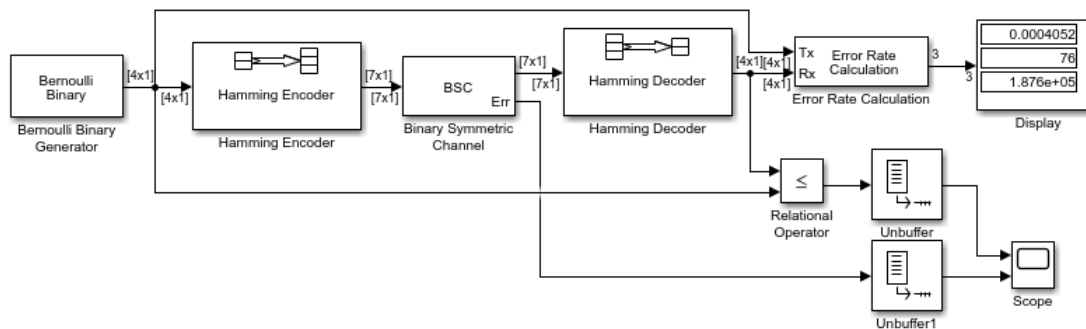 Bernoulli
Binary
Bernoulli Binary
Generator
[4x1]
[4x1]
Hamming Encoder
Hamming Encoder
[7x1]
[7x1]
BSC
Err
Binary Symmetric
Channel
[7x1]
[7x1]
Hamming Decoder
Hamming Decoder
[4x1]
[4x1]
[4x1]
Tx
Rx
Error Rate
Calculation
Error Rate Calculation
3
3
0.0004052
76
1.876e+05
Display
≤
Relational
Operator
Unbuffer
Unbuffer1
Scope